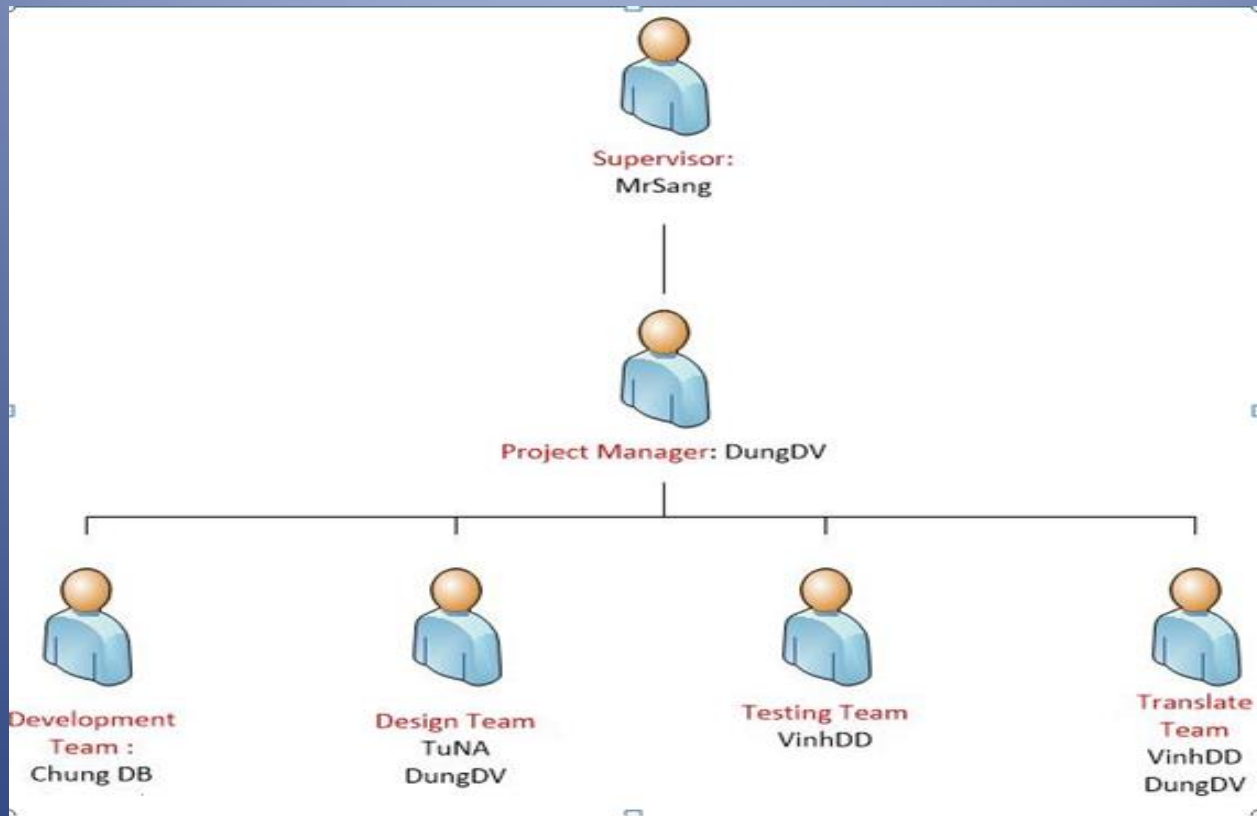 Supervisor:
MrSang
Project Manager: DungDV
Development
Team :
Chung DB
Design Team
TuNA
DungDV
Testing Team
VinhDD
Translate
Team
VinhDD
DungDV